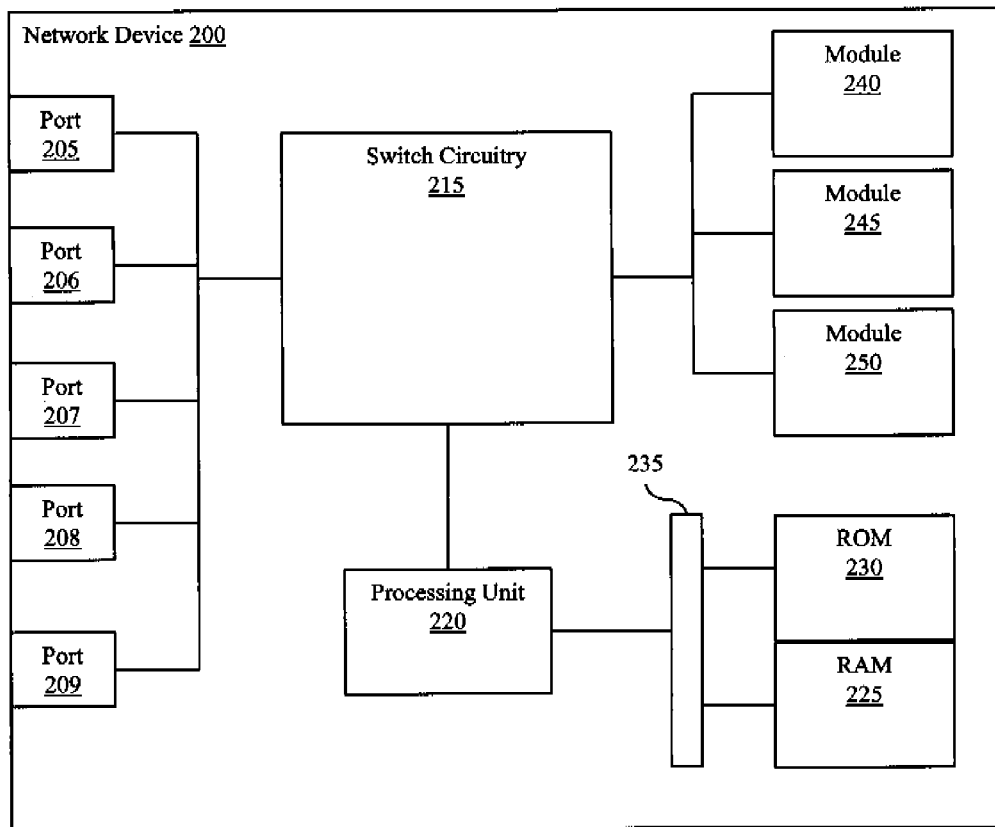 Network Device 200
Port
205
Port
206
Port
207
Port
208
Port
209
Switch Circuitry
215
Processing Unit
220
Module
240
Module
245
Module
250
235
ROM
230
RAM
225